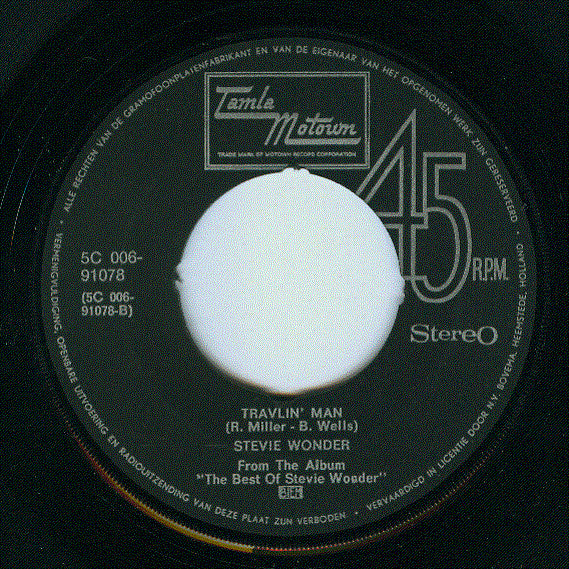 ALLE RECHTEN VAN DE GRAMOFOONPLATENFABRIKANT EN VAN DE EIGENAAR VAN HET OPGENOMEN WERK ZIJN GERESERVEERD •
Tamla
Motown
TRADE MARK OF MOTOWN RECORD CORPORATION
45
R.P.M.
5C 006-
91078
(5C 006-
91078-B)
Stereo
TRAVLIN' MAN
(R. Miller - B. Wells)
STEVIE WONDER
From The Album
"The Best Of Stevie Wonder"
BIEM
VERMENIGVULDIGING, OPENBARE UITVOERING EN RADIOUITZENDING VAN DEZE PLAAT ZIJN VERBODEN • VERVAARDIGD IN LICENTIE DOOR N.V. BOVEMA, HEEMSTEDE, HOLLAND